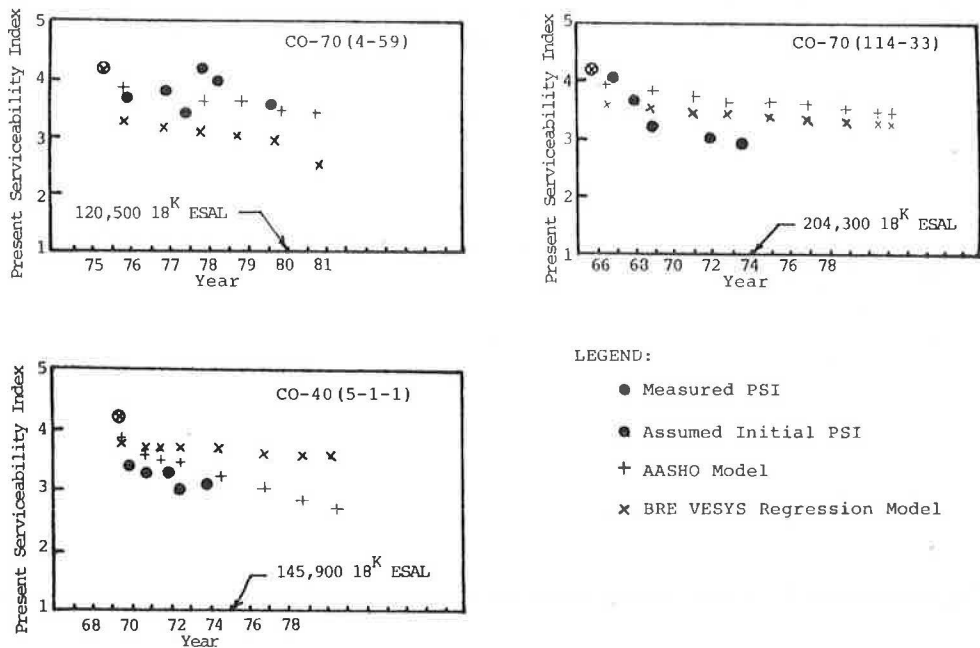 CO-70 (4-59)
Present Serviceability Index
5
4
3
2
1
120,500 18K ESAL
75 76 77 78 79 80 81
Year
CO-70 (114-33)
Present Serviceability Index
5
4
3
2
1
204,300 18K ESAL
66 63 70 72 74 76 78
Year
CO-40 (5-1-1)
Present Serviceability Index
5
4
3
2
1
145,900 18K ESAL
68 70 72 74 76 78
Year
LEGEND:
Measured PSI
Assumed Initial PSI
+ AASHO Model
x BRE VESYS Regression Model